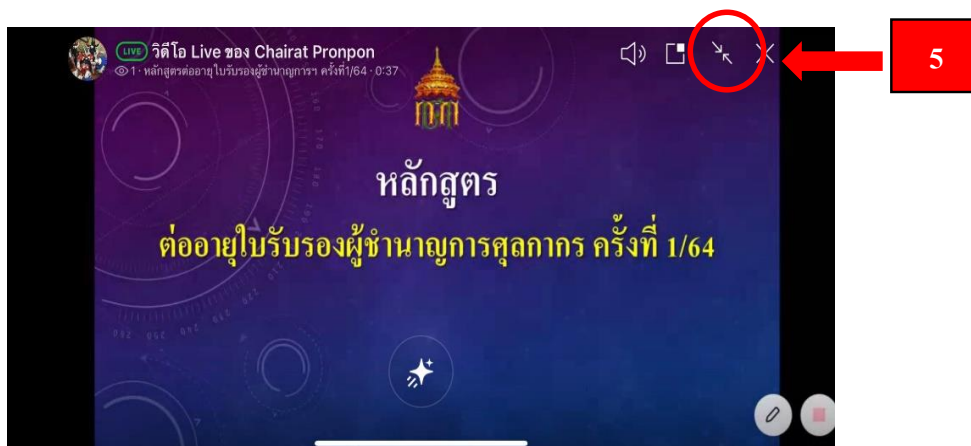 LIVE วิดีโอ Live ของ Chairat Pronpon
1 · หลักสูตรต่ออายุใบรับรองผู้ชำนาญการฯ ครั้งที่1/64 · 0:37
5
หลักสูตร
ต่ออายุใบรับรองผู้ชำนาญการศุลกากร ครั้งที่ 1/64